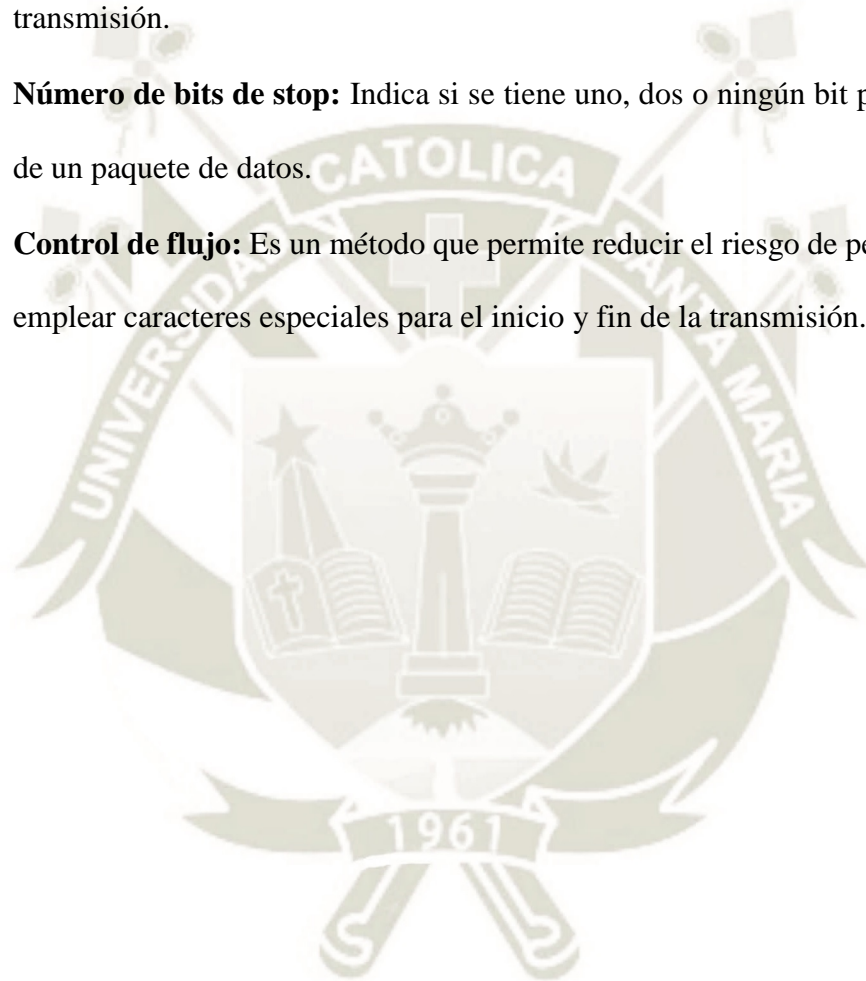 transmisión.
Número de bits de stop: Indica si se tiene uno, dos o ningún bit
de un paquete de datos.
Control de flujo: Es un método que permite reducir el riesgo de
emplear caracteres especiales para el inicio y fin de la transmisión.
UNIVERSIDAD CATOLICA SANTA MARIA
1961